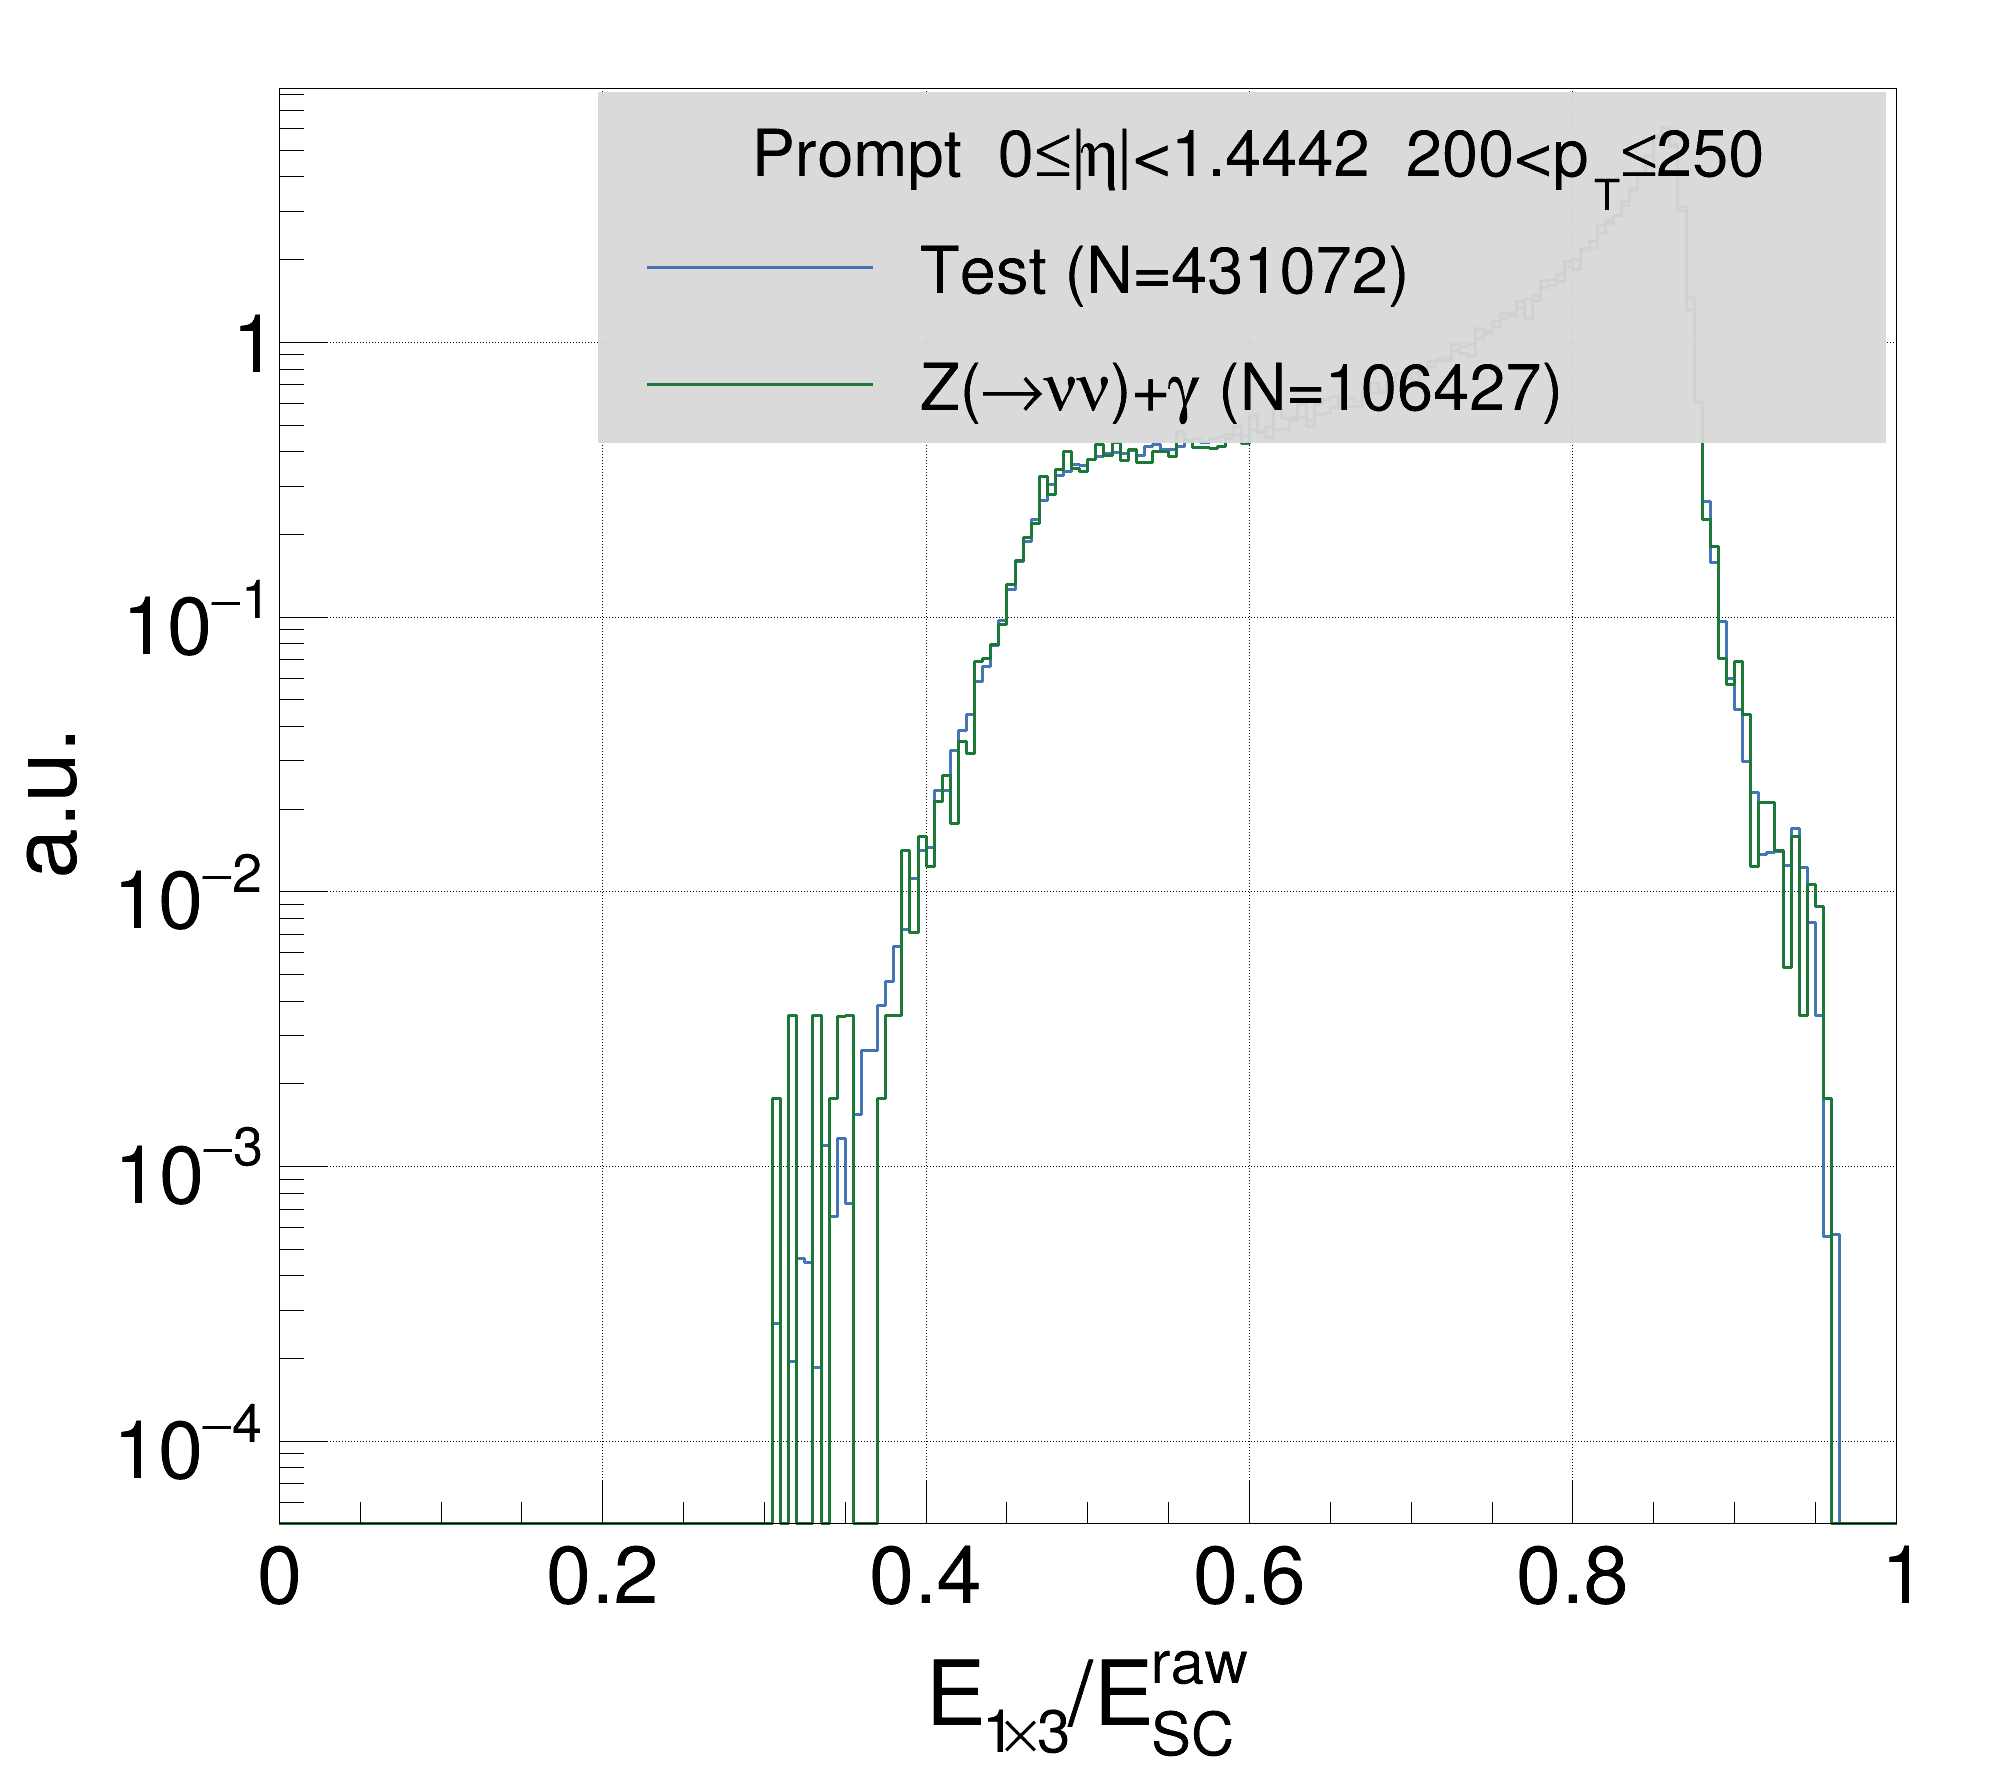 Prompt 0≤|η|<1.4442 200<p_T≤250
Test (N=431072)
Z(→νν)+γ (N=106427)
1
10⁻¹
10⁻²
10⁻³
10⁻⁴
a.u.
0 0.2 0.4 0.6 0.8 1
E_1×3/E_SC^raw